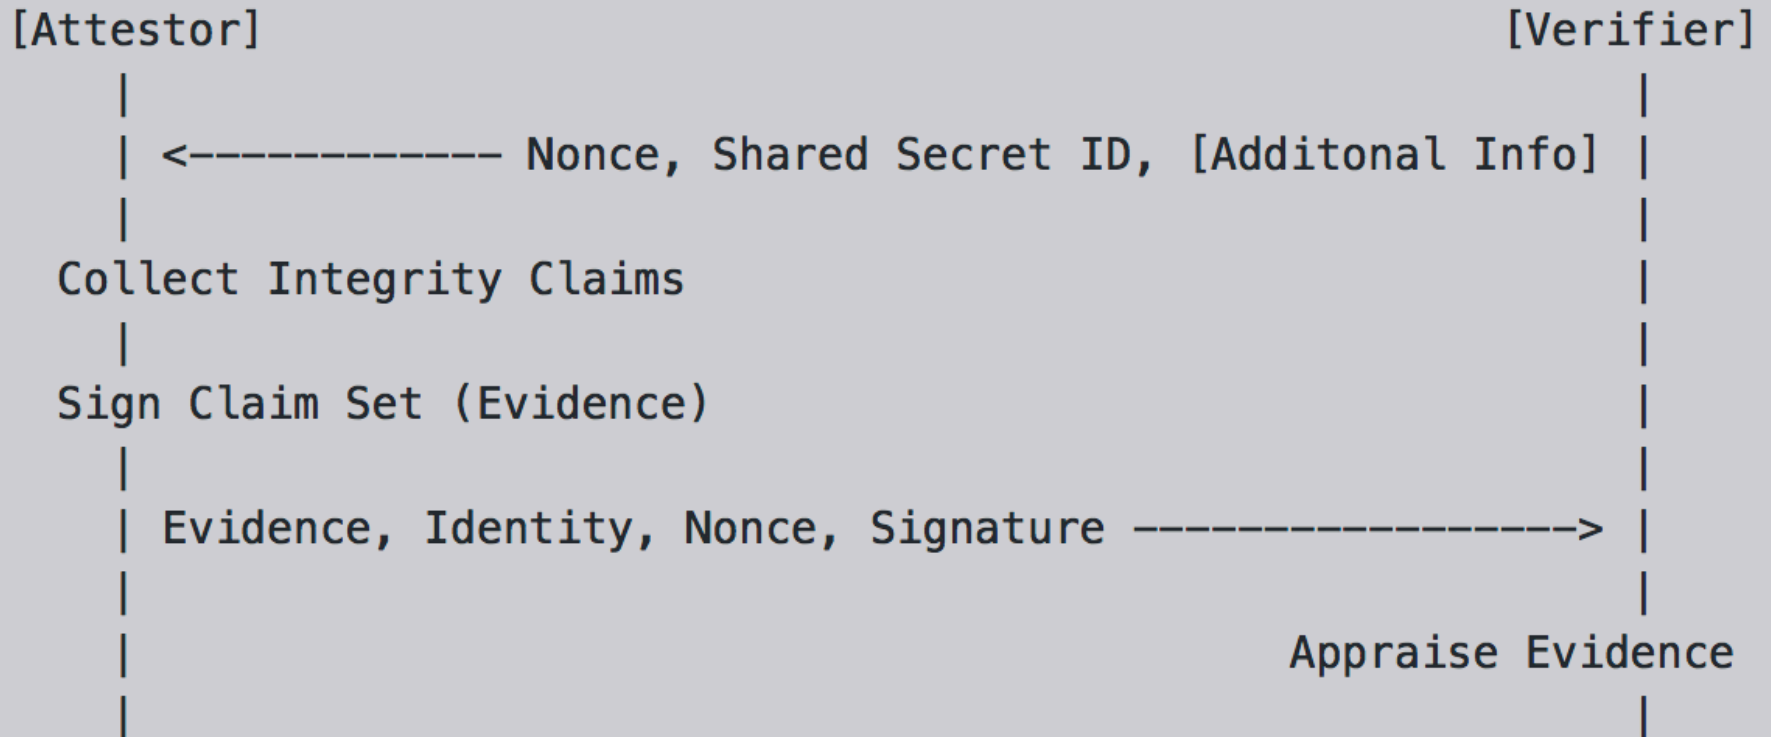 [Attestor] [Verifier]
| |
| <------------- Nonce, Shared Secret ID, [Additonal Info] |
| |
Collect Integrity Claims |
| |
Sign Claim Set (Evidence) |
| |
| Evidence, Identity, Nonce, Signature -----------------> |
| |
| Appraise Evidence
| |